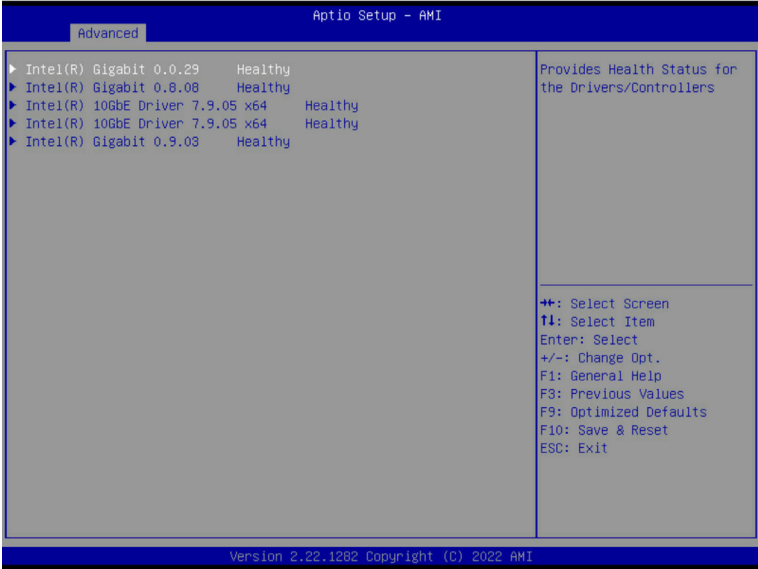 Aptio Setup – AMI
Advanced
▶ Intel(R) Gigabit 0.0.29 Healthy
▶ Intel(R) Gigabit 0.8.08 Healthy
▶ Intel(R) 10GbE Driver 7.9.05 x64 Healthy
▶ Intel(R) 10GbE Driver 7.9.05 x64 Healthy
▶ Intel(R) Gigabit 0.9.03 Healthy
Provides Health Status for
the Drivers/Controllers
→←: Select Screen
↑↓: Select Item
Enter: Select
+/-: Change Opt.
F1: General Help
F3: Previous Values
F9: Optimized Defaults
F10: Save & Reset
ESC: Exit
Version 2.22.1282 Copyright (C) 2022 AMI